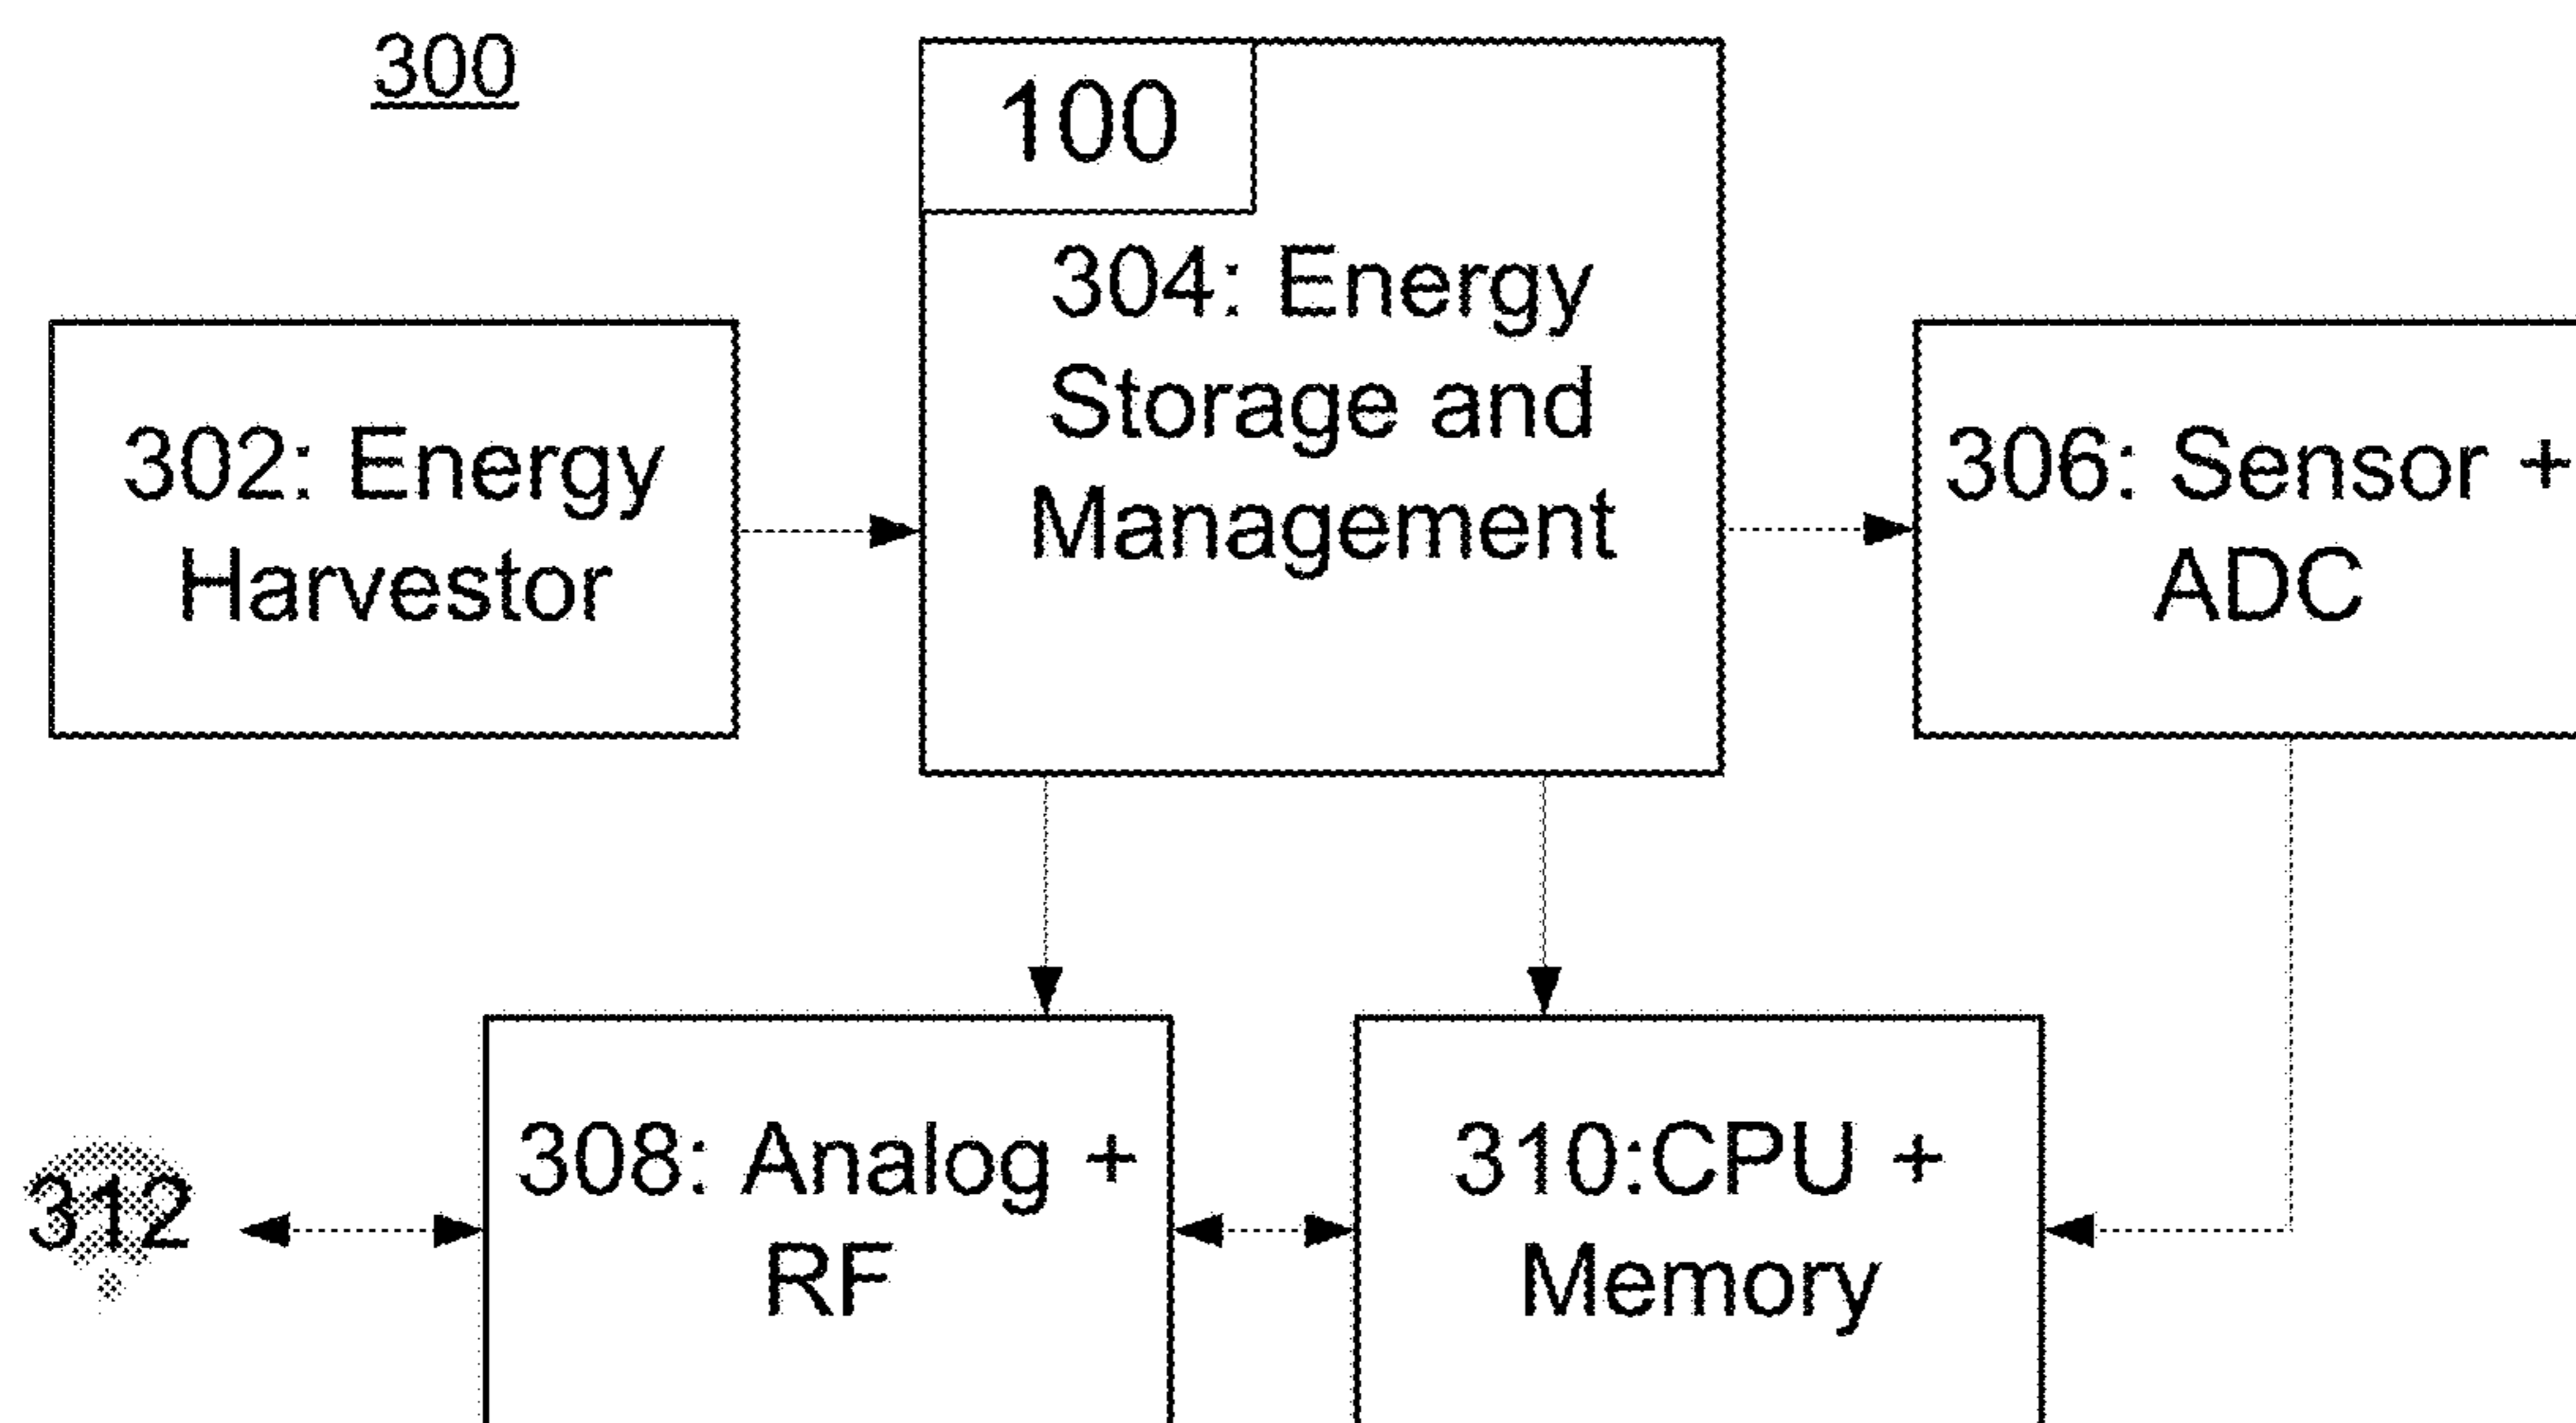 300
100
304: Energy
Storage and
Management
302: Energy
Harvestor
306: Sensor +
ADC
308: Analog +
RF
310:CPU +
Memory
312